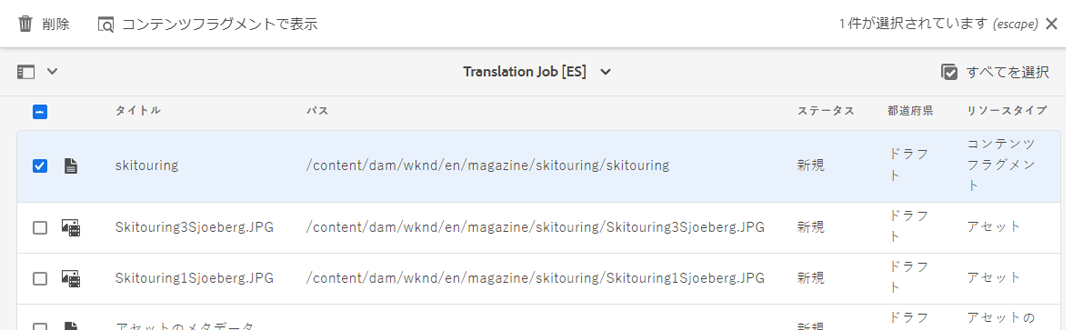 削除 コンテンツフラグメントで表示 1 件が選択されています (escape)
Translation Job [ES] すべてを選択
タイトル パス ステータス 都道府県 リソースタイプ
skitouring /content/dam/wknd/en/magazine/skitouring/skitouring 新規 ドラフト コンテンツフラグメント
Skitouring3Sjoeberg.JPG /content/dam/wknd/en/magazine/skitouring/Skitouring3Sjoeberg.JPG 新規 ドラフト アセット
Skitouring1Sjoeberg.JPG /content/dam/wknd/en/magazine/skitouring/Skitouring1Sjoeberg.JPG 新規 ドラフト アセット
アセットのメタデータ 新規 ドラフ アセットの